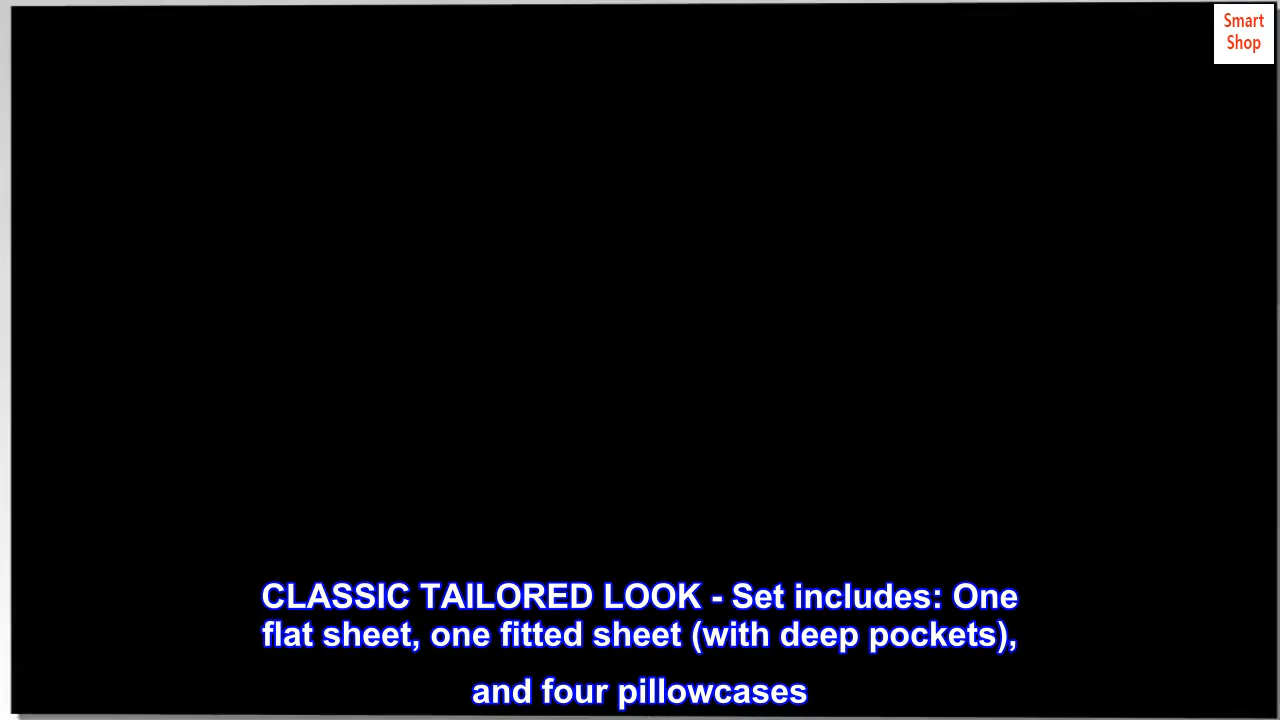 Smart
Shop
CLASSIC TAILORED LOOK - Set includes: One
flat sheet, one fitted sheet (with deep pockets),
and four pillowcases